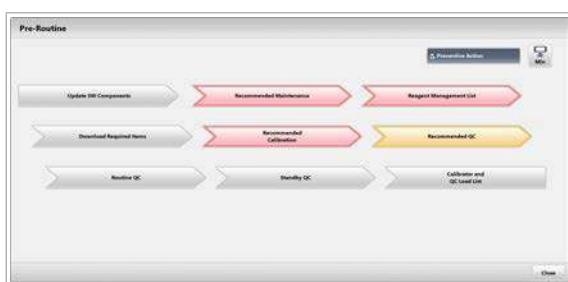 Pre-Routine
Preventive Action
Min
Update SW Components
Recommended Maintenance
Reagent Management List
Download Required Items
Recommended
Calibration
Recommended QC
Routine QC
Standby QC
Calibrator and
QC Load List
Close